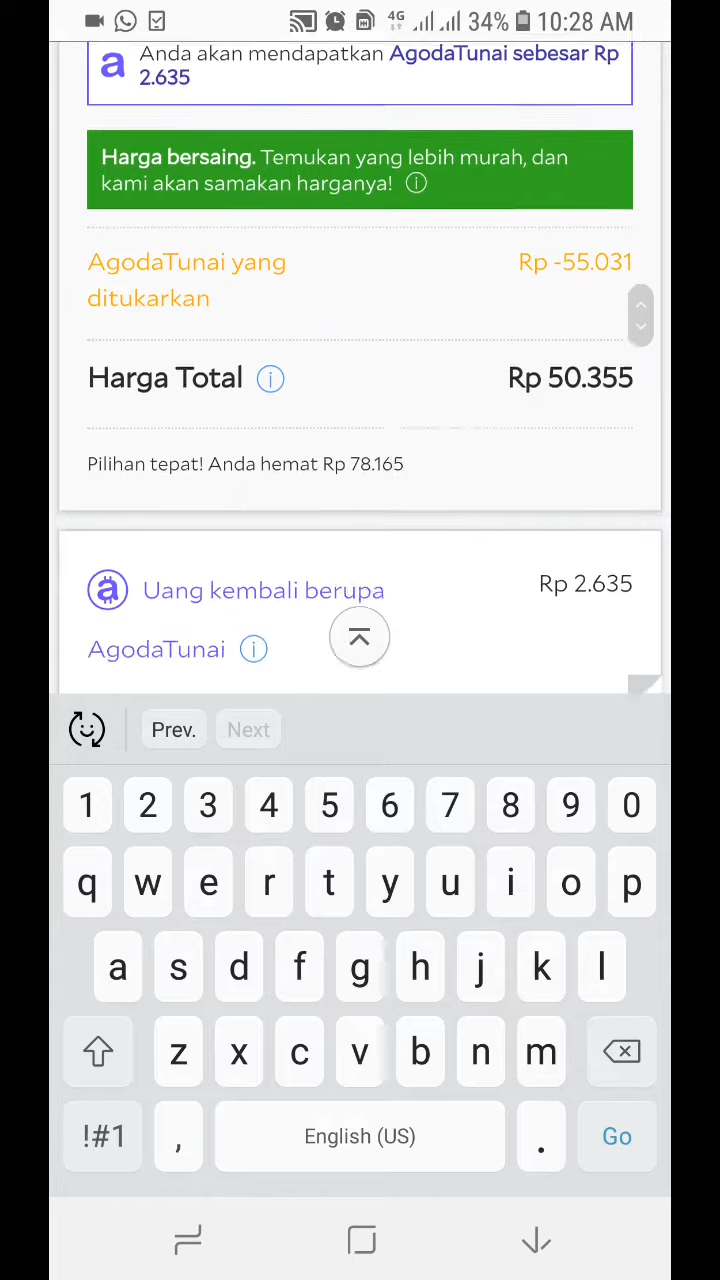 4G 34% 10:28 AM
Anda akan mendapatkan AgodaTunai sebesar Rp
2.635
Harga bersaing. Temukan yang lebih murah, dan
kami akan samakan harganya!
AgodaTunai yang Rp -55.031
ditukarkan
Harga Total Rp 50.355
Pilihan tepat! Anda hemat Rp 78.165
Uang kembali berupa Rp 2.635
AgodaTunai
Prev. Next
1 2 3 4 5 6 7 8 9 0
q w e r t y u i o p
a s d f g h j k l
z x c v b n m
!#1 , English (US) . Go